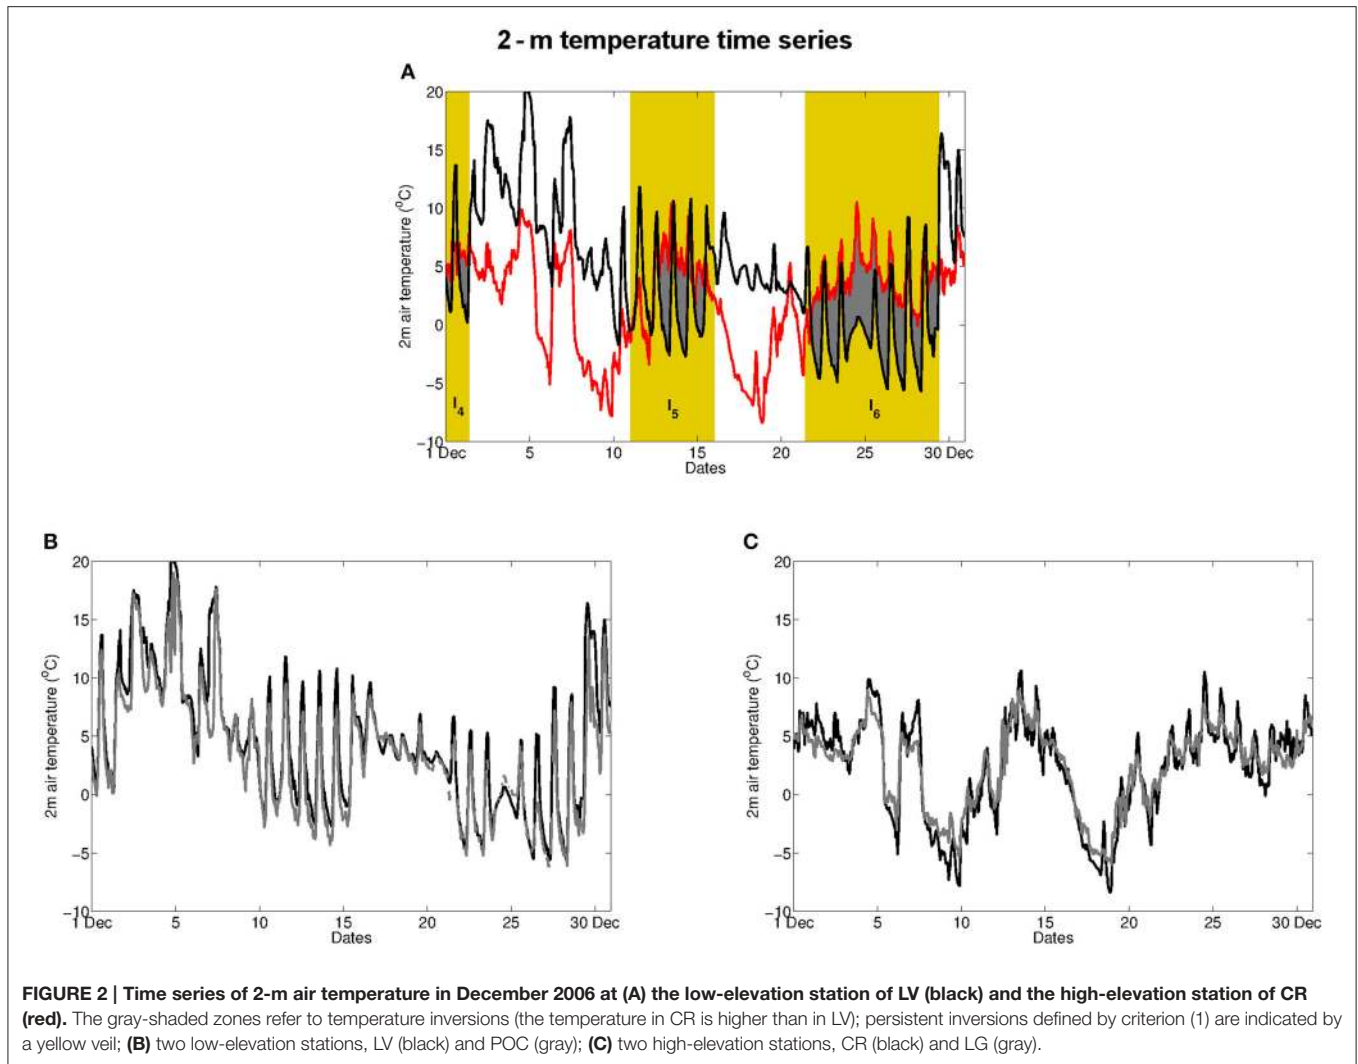 2 - m temperature time series
A
20
15
10
5
0
−5
−10
2m air temperature (°C)
I4
I5
I6
1 Dec
5
10
15
20
25
30 Dec
Dates
B
20
15
10
5
0
−5
−10
2m air temperature (°C)
1 Dec
5
10
15
20
25
30 Dec
Dates
C
20
15
10
5
0
−5
−10
2m air temperature (°C)
1 Dec
5
10
15
20
25
30 Dec
Dates
FIGURE 2 | Time series of 2-m air temperature in December 2006 at (A) the low-elevation station of LV (black) and the high-elevation station of CR
(red). The gray-shaded zones refer to temperature inversions (the temperature in CR is higher than in LV); persistent inversions defined by criterion (1) are indicated by
a yellow veil; (B) two low-elevation stations, LV (black) and POC (gray); (C) two high-elevation stations, CR (black) and LG (gray).